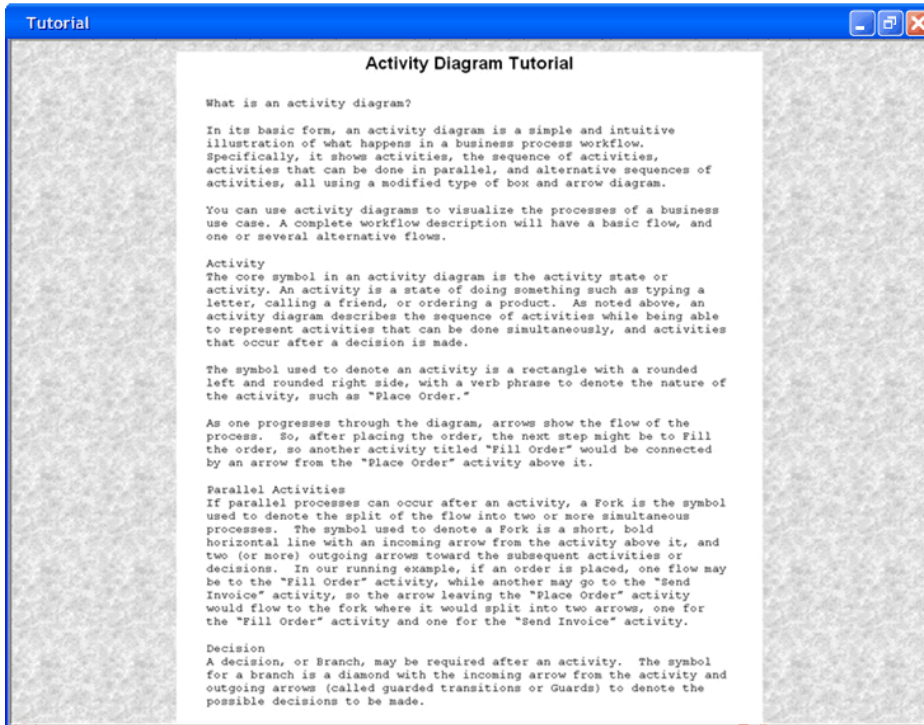 Tutorial
Activity Diagram Tutorial
What is an activity diagram?
In its basic form, an activity diagram is a simple and intuitive
illustration of what happens in a business process workflow.
Specifically, it shows activities, the sequence of activities,
activities that can be done in parallel, and alternative sequences of
activities, all using a modified type of box and arrow diagram.
You can use activity diagrams to visualize the processes of a business
use case. A complete workflow description will have a basic flow, and
one or several alternative flows.
Activity
The core symbol in an activity diagram is the activity state or
activity. An activity is a state of doing something such as typing a
letter, calling a friend, or ordering a product.  As noted above, an
activity diagram describes the sequence of activities while being able
to represent activities that can be done simultaneously, and activities
that occur after a decision is made.
The symbol used to denote an activity is a rectangle with a rounded
left and rounded right side, with a verb phrase to denote the nature of
the activity, such as "Place Order."
As one progresses through the diagram, arrows show the flow of the
process.  So, after placing the order, the next step might be to Fill
the order, so another activity titled "Fill Order" would be connected
by an arrow from the "Place Order" activity above it.
Parallel Activities
If parallel processes can occur after an activity, a Fork is the symbol
used to denote the split of the flow into two or more simultaneous
processes.  The symbol used to denote a Fork is a short, bold
horizontal line with an incoming arrow from the activity above it, and
two (or more) outgoing arrows toward the subsequent activities or
decisions.  In our running example, if an order is placed, one flow may
be to the "Fill Order" activity, while another may go to the "Send
Invoice" activity, so the arrow leaving the "Place Order" activity
would flow to the fork where it would split into two arrows, one for
the "Fill Order" activity and one for the "Send Invoice" activity.
Decision
A decision, or Branch, may be required after an activity.  The symbol
for a branch is a diamond with the incoming arrow from the activity and
outgoing arrows (called guarded transitions or Guards) to denote the
possible decisions to be made.